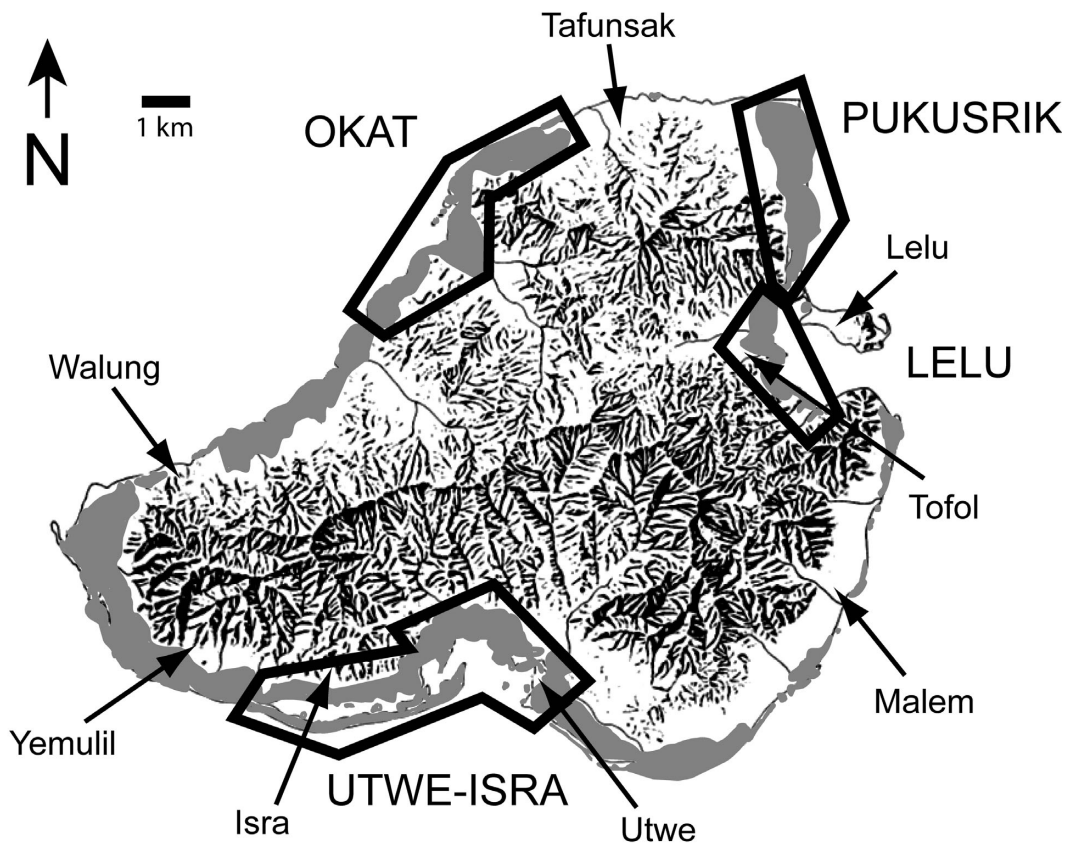 Tafunsak
N
1 km
OKAT
PUKUSRIK
Lelu
LELU
Walung
Tofol
Malem
Yemulil
UTWE-ISRA
Isra
Utwe